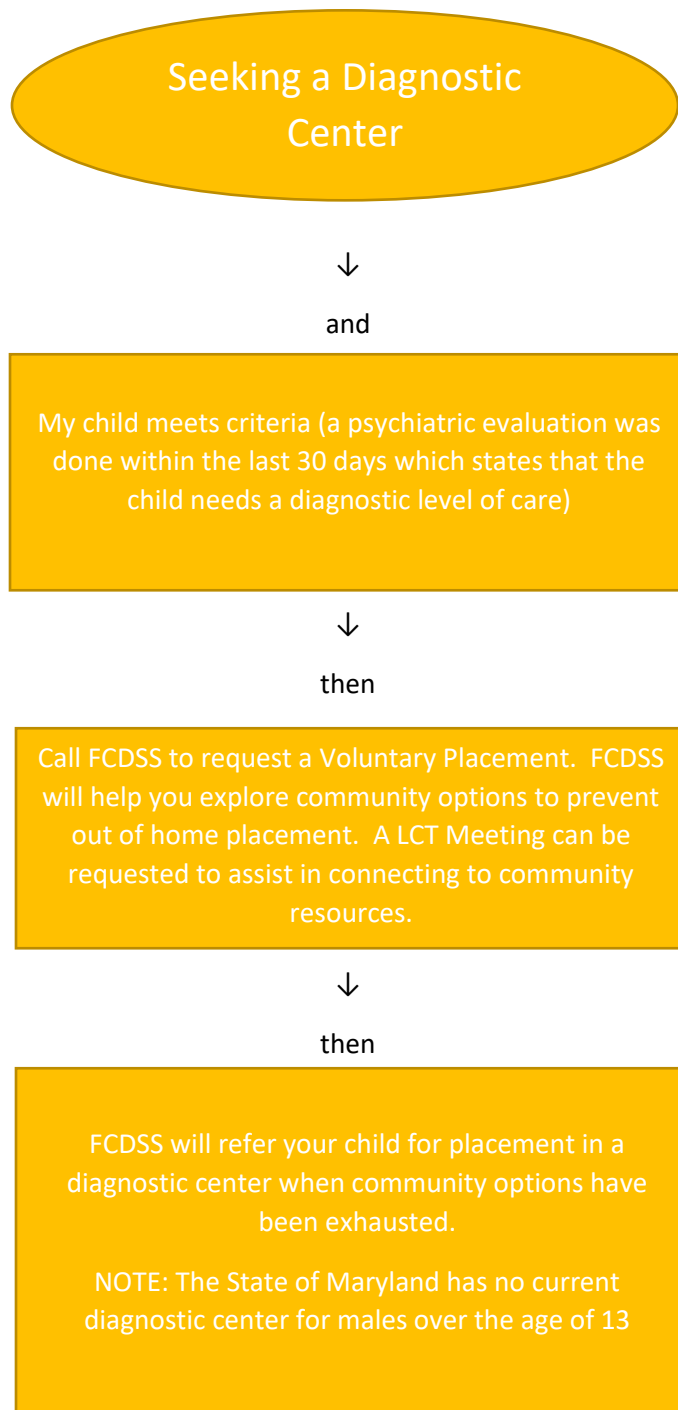 Seeking a Diagnostic
Center
↓
and
My child meets criteria (a psychiatric evaluation was
done within the last 30 days which states that the
child needs a diagnostic level of care)
↓
then
Call FCDSS to request a Voluntary Placement.  FCDSS
will help you explore community options to prevent
out of home placement.  A LCT Meeting can be
requested to assist in connecting to community
resources.
↓
then
FCDSS will refer your child for placement in a
diagnostic center when community options have
been exhausted.
NOTE: The State of Maryland has no current
diagnostic center for males over the age of 13